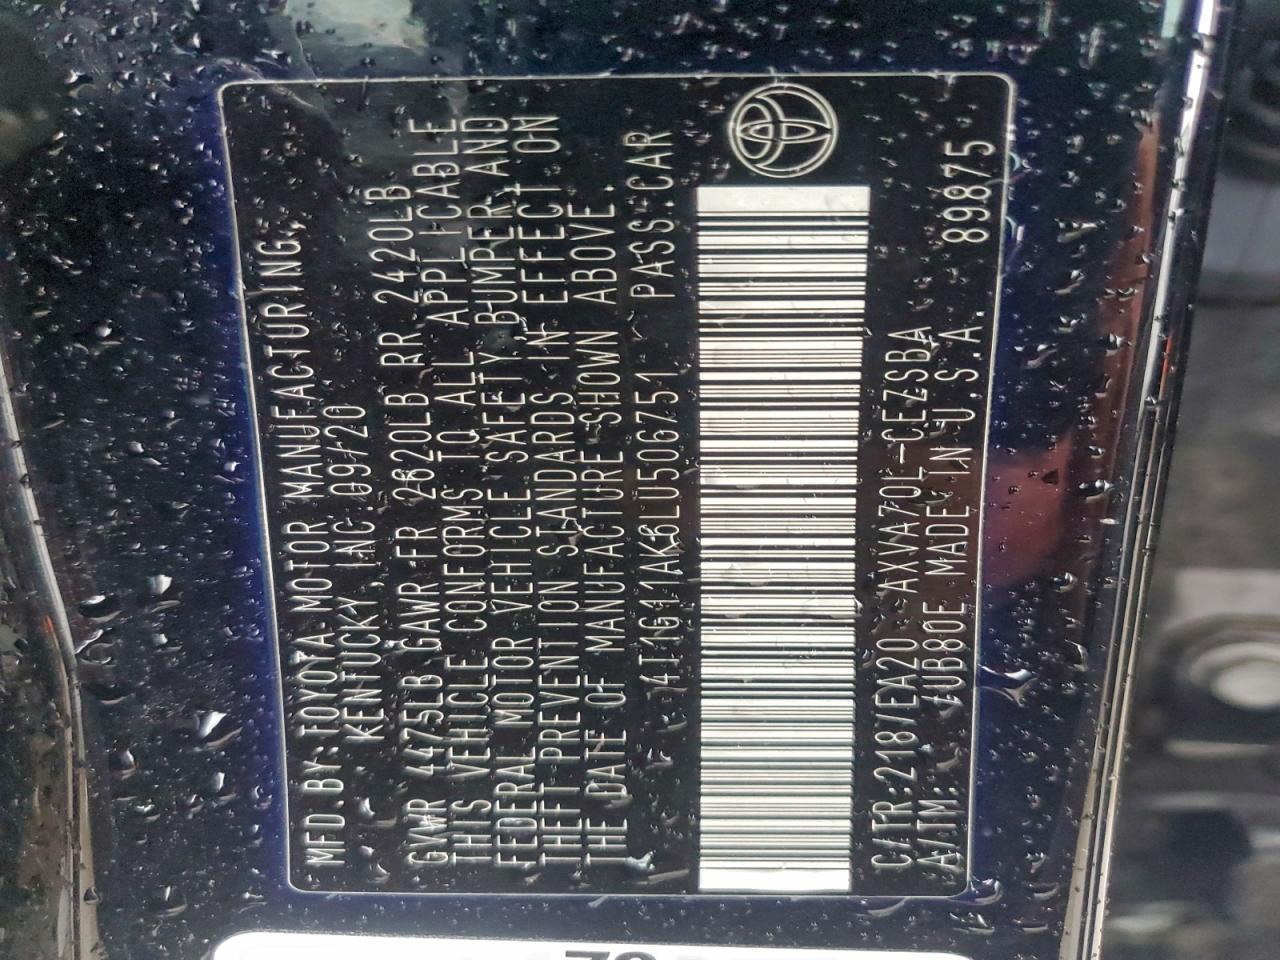 MFD.BY:TOYOTA MOTOR MANUFACTURING,
KENTUCKY, INC. 09/20
GVWR 4475LB GAWR FR 2620LB RR 2420LB
THIS VEHICLE CONFORMS TO ALL APPLICABLE
FEDERAL MOTOR VEHICLE SAFETY, BUMPER, AND
THEFT PREVENTION STANDARDS IN EFFECT ON
THE DATE OF MANUFACTURE SHOWN ABOVE.
4T1G11AK6LU506751 PASS.CAR
C/TR:218/EA20 AXVA70L-CEZSBA
A/TM: /UB80E MADE IN U.S.A. 89875